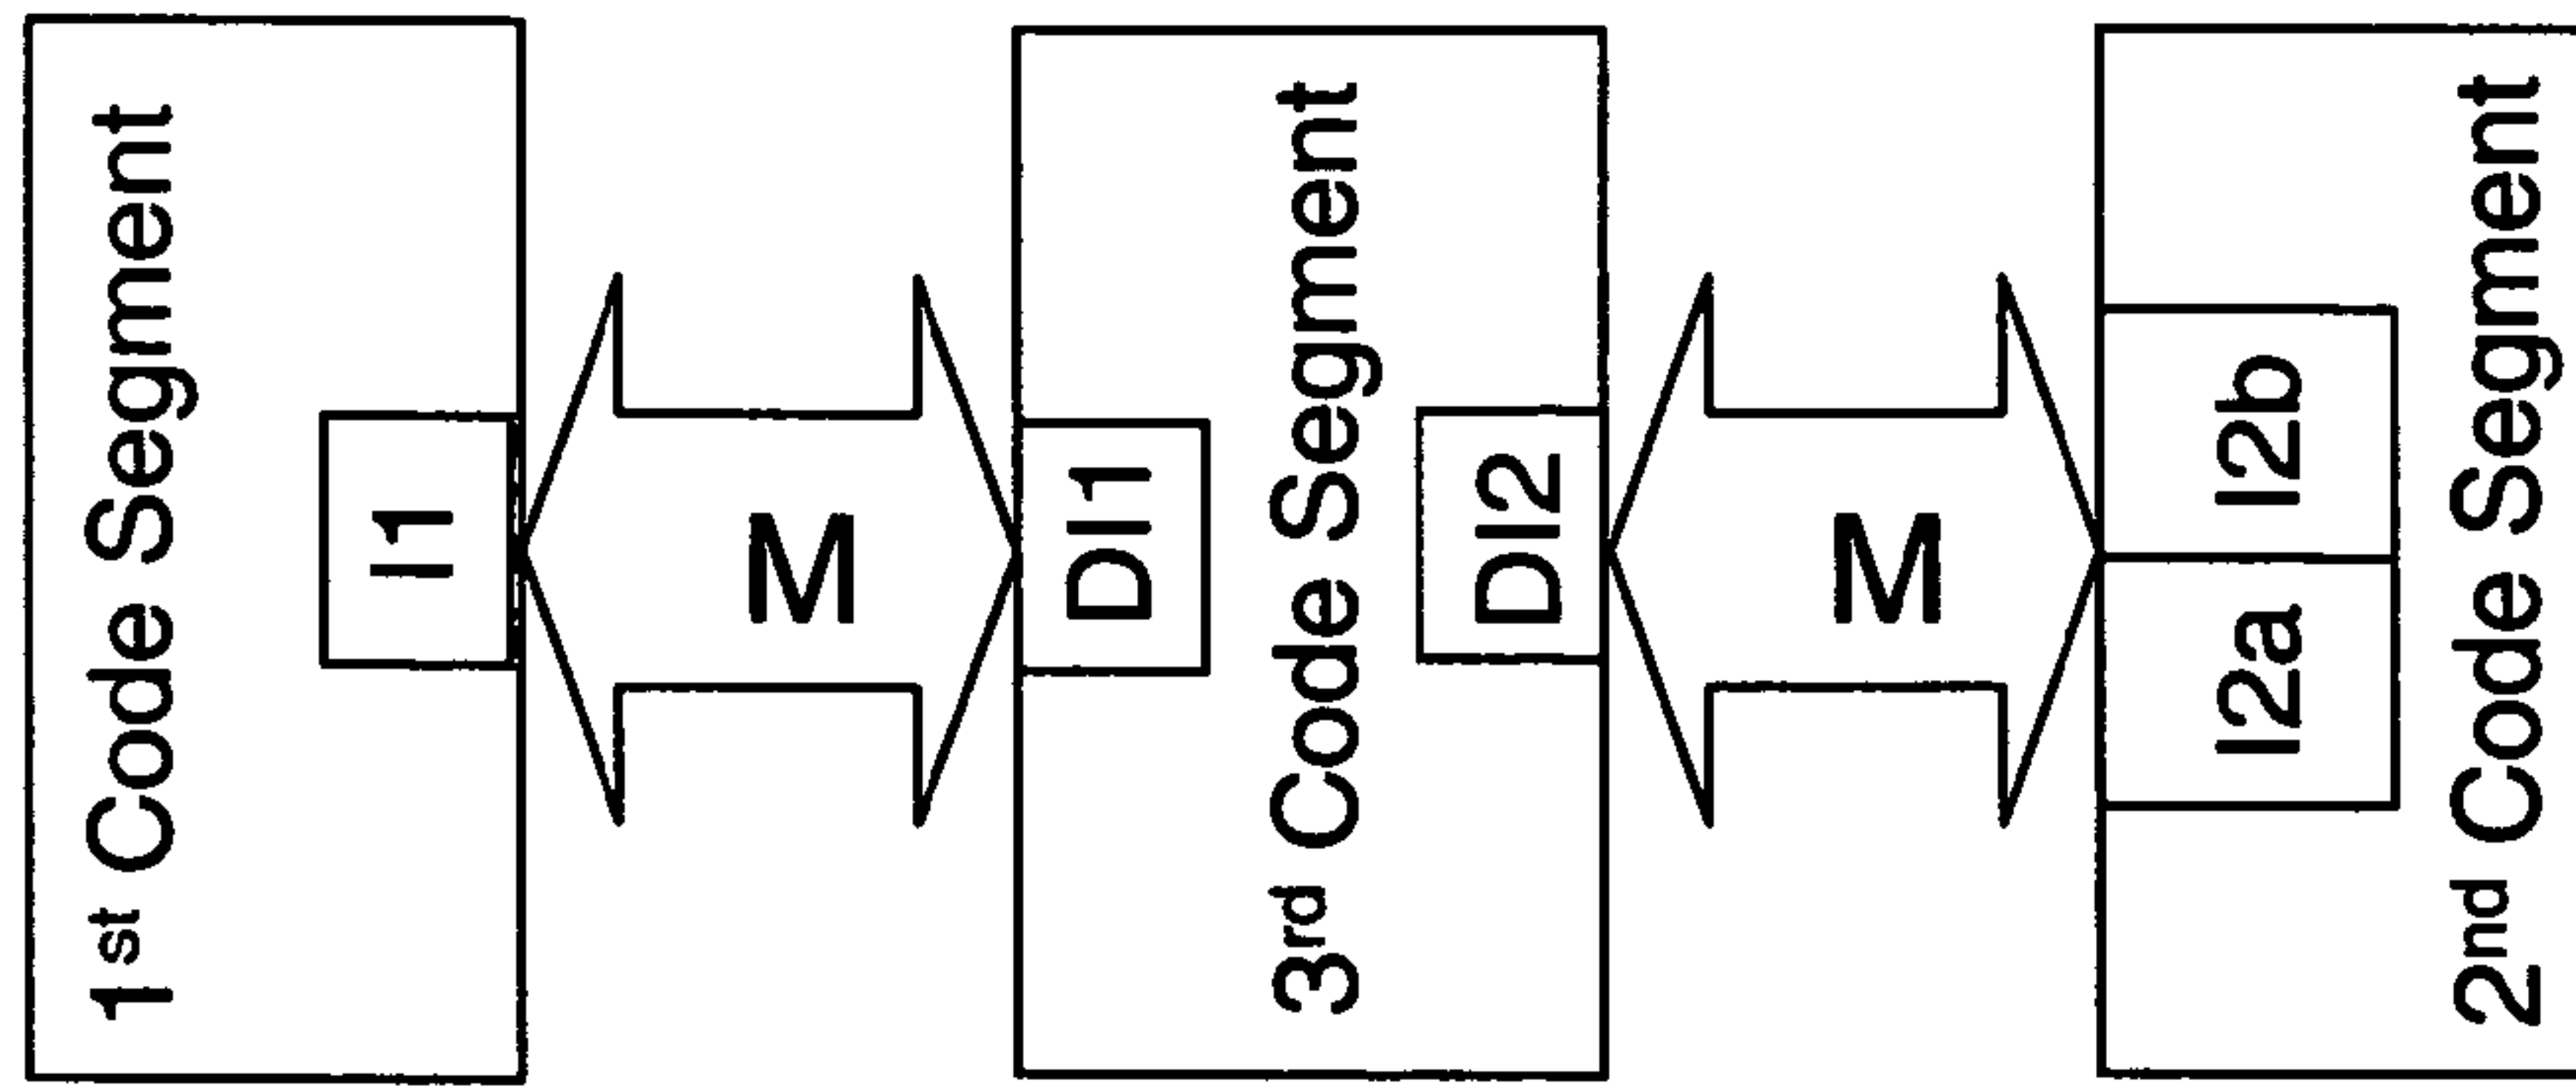 1st Code Segment
I1
M
DI1
3rd Code Segment
DI2
M
I2a
I2b
2nd Code Segment